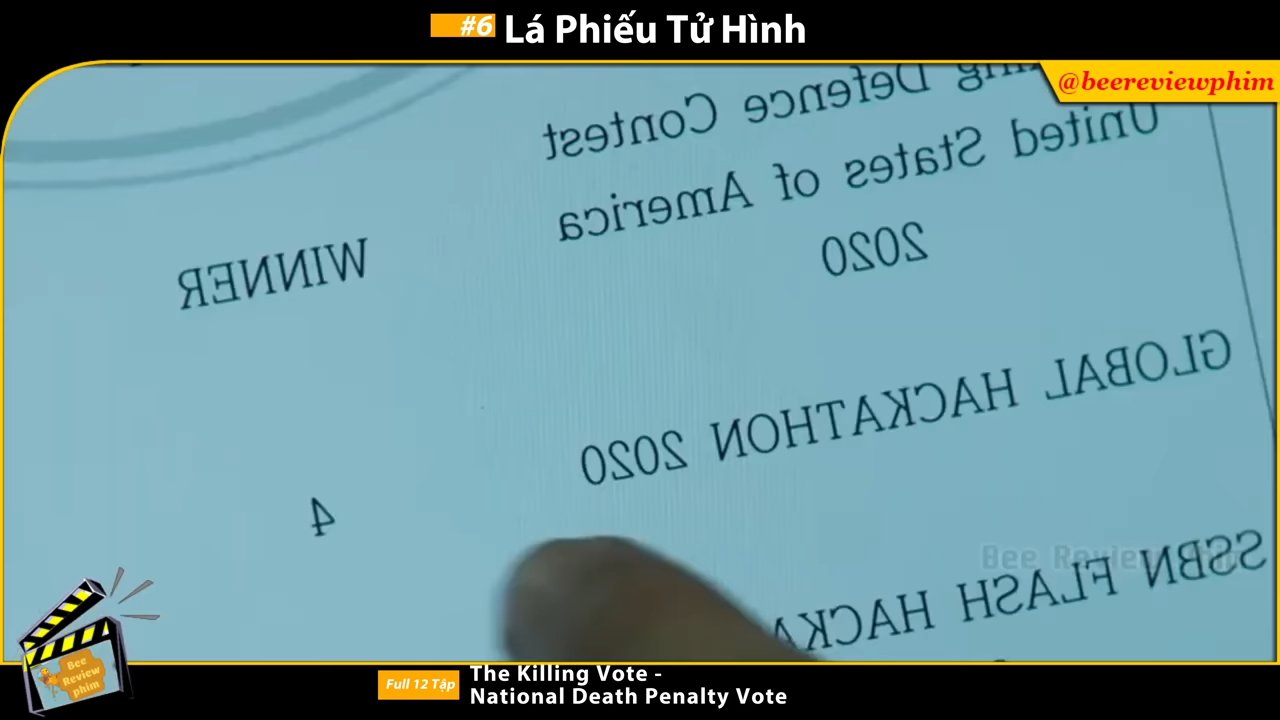 #6 Lá Phiếu Tử Hình
@beereviewphim
Defence Contest
United States of America
2020
WINNER
GLOBAL HACKATHON 2020
4
Bee Review Phim
SSBN FLASH
Bee
Review
phim
Full 12 Tập
The Killing Vote -
National Death Penalty Vote